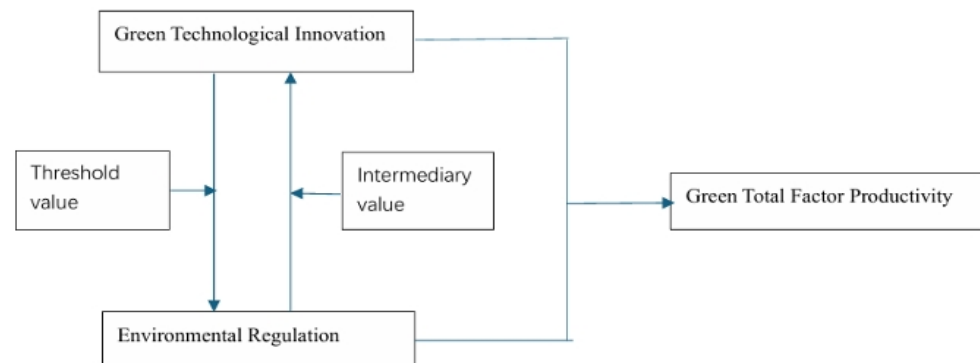 Green Technological Innovation
Threshold
value
Intermediary
value
Green Total Factor Productivity
Environmental Regulation